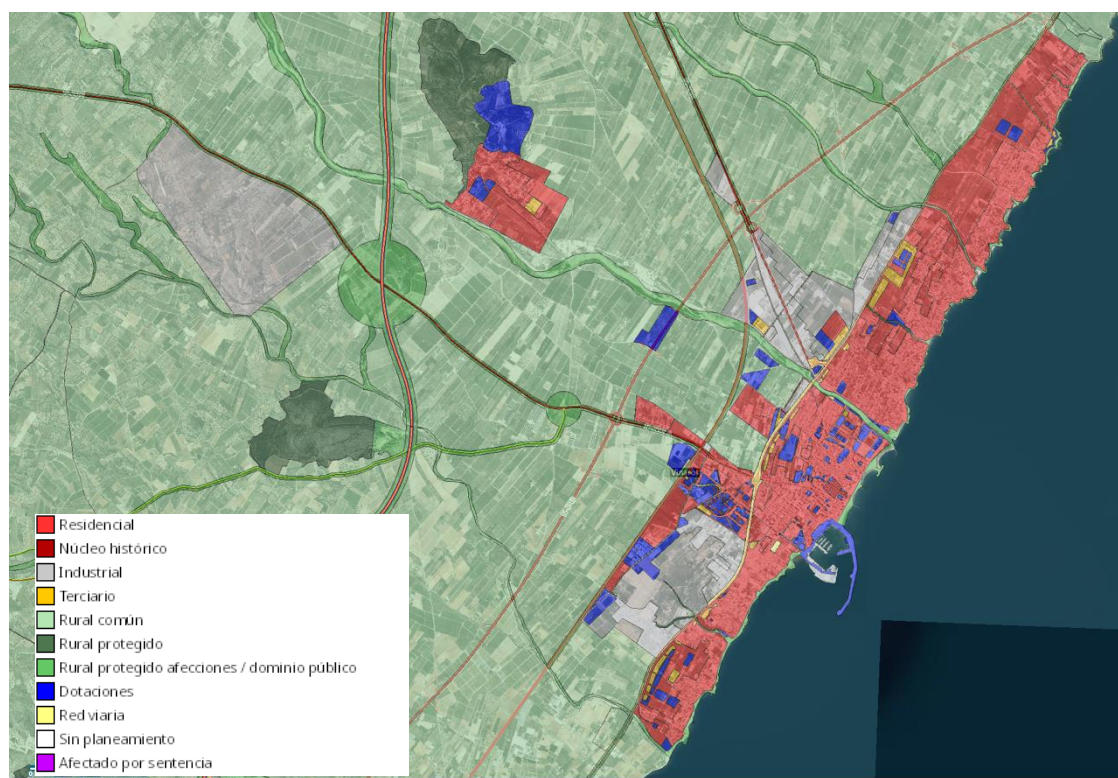 Residencial
Núcleo histórico
Industrial
Terciario
Rural común
Rural protegido
Rural protegido afecciones / dominio público
Dotaciones
Red viaria
Sin planeamiento
Afectado por sentencia